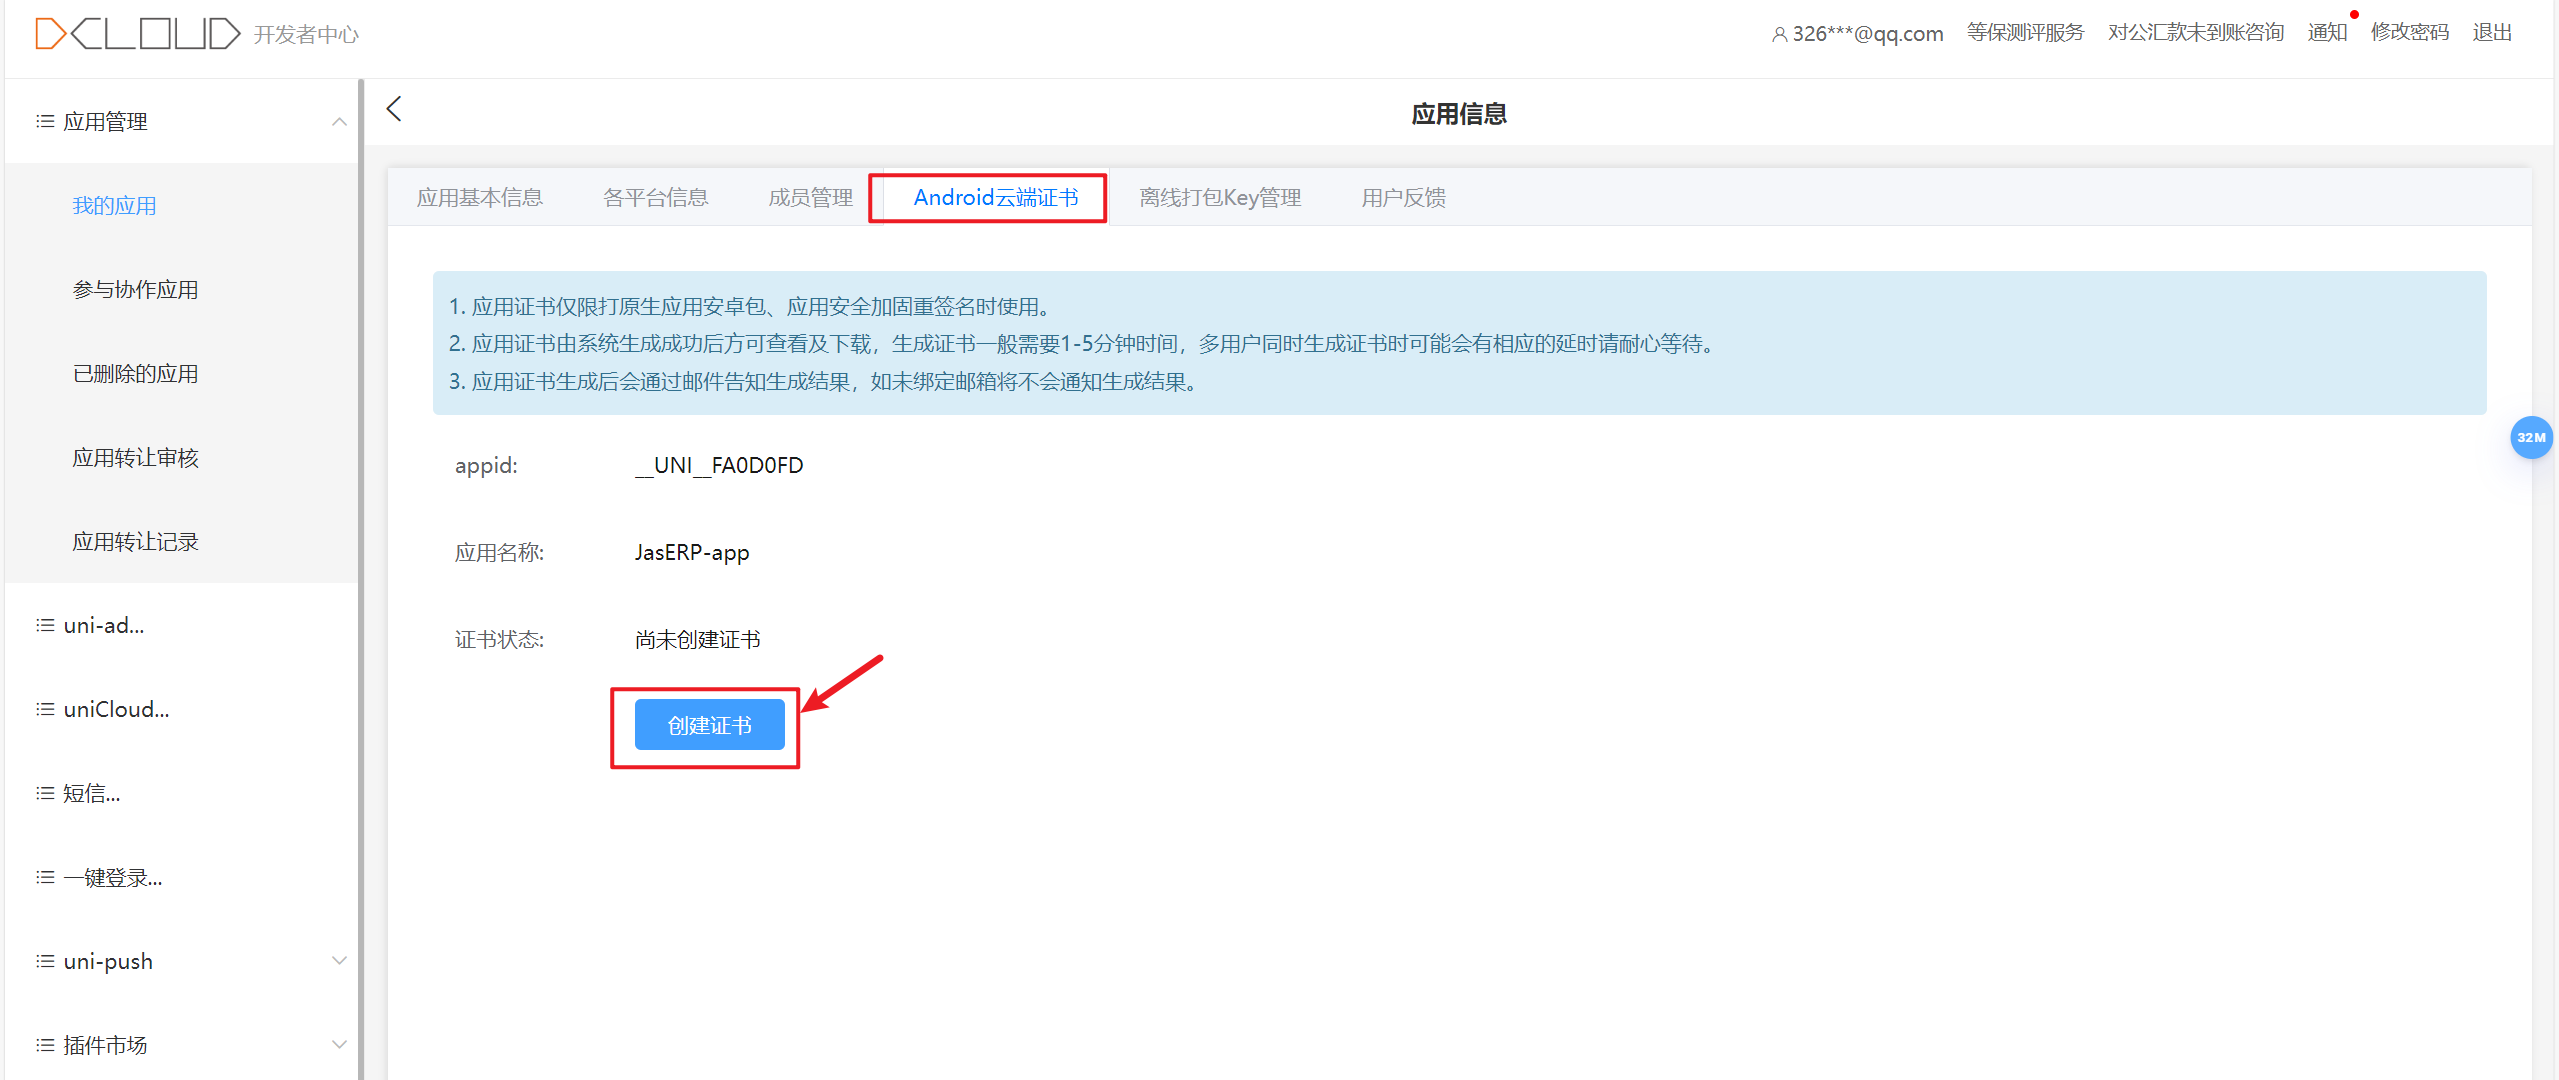 DCLOUD 开发者中心
326***@qq.com 等保测评服务 对公汇款未到账咨询 通知 修改密码 退出
应用管理
我的应用
参与协作应用
已删除的应用
应用转让审核
应用转让记录
uni-ad...
uniCloud...
短信...
一键登录...
uni-push
插件市场
应用信息
应用基本信息 各平台信息 成员管理 Android云端证书 离线打包Key管理 用户反馈
1. 应用证书仅限打原生应用安卓包、应用安全加固重签名时使用。
2. 应用证书由系统生成成功后方可查看及下载，生成证书一般需要1-5分钟时间，多用户同时生成证书时可能会有相应的延时请耐心等待。
3. 应用证书生成后会通过邮件告知生成结果，如未绑定邮箱将不会通知生成结果。
appid: __UNI__FA0D0FD
应用名称: JasERP-app
证书状态: 尚未创建证书
创建证书
32M